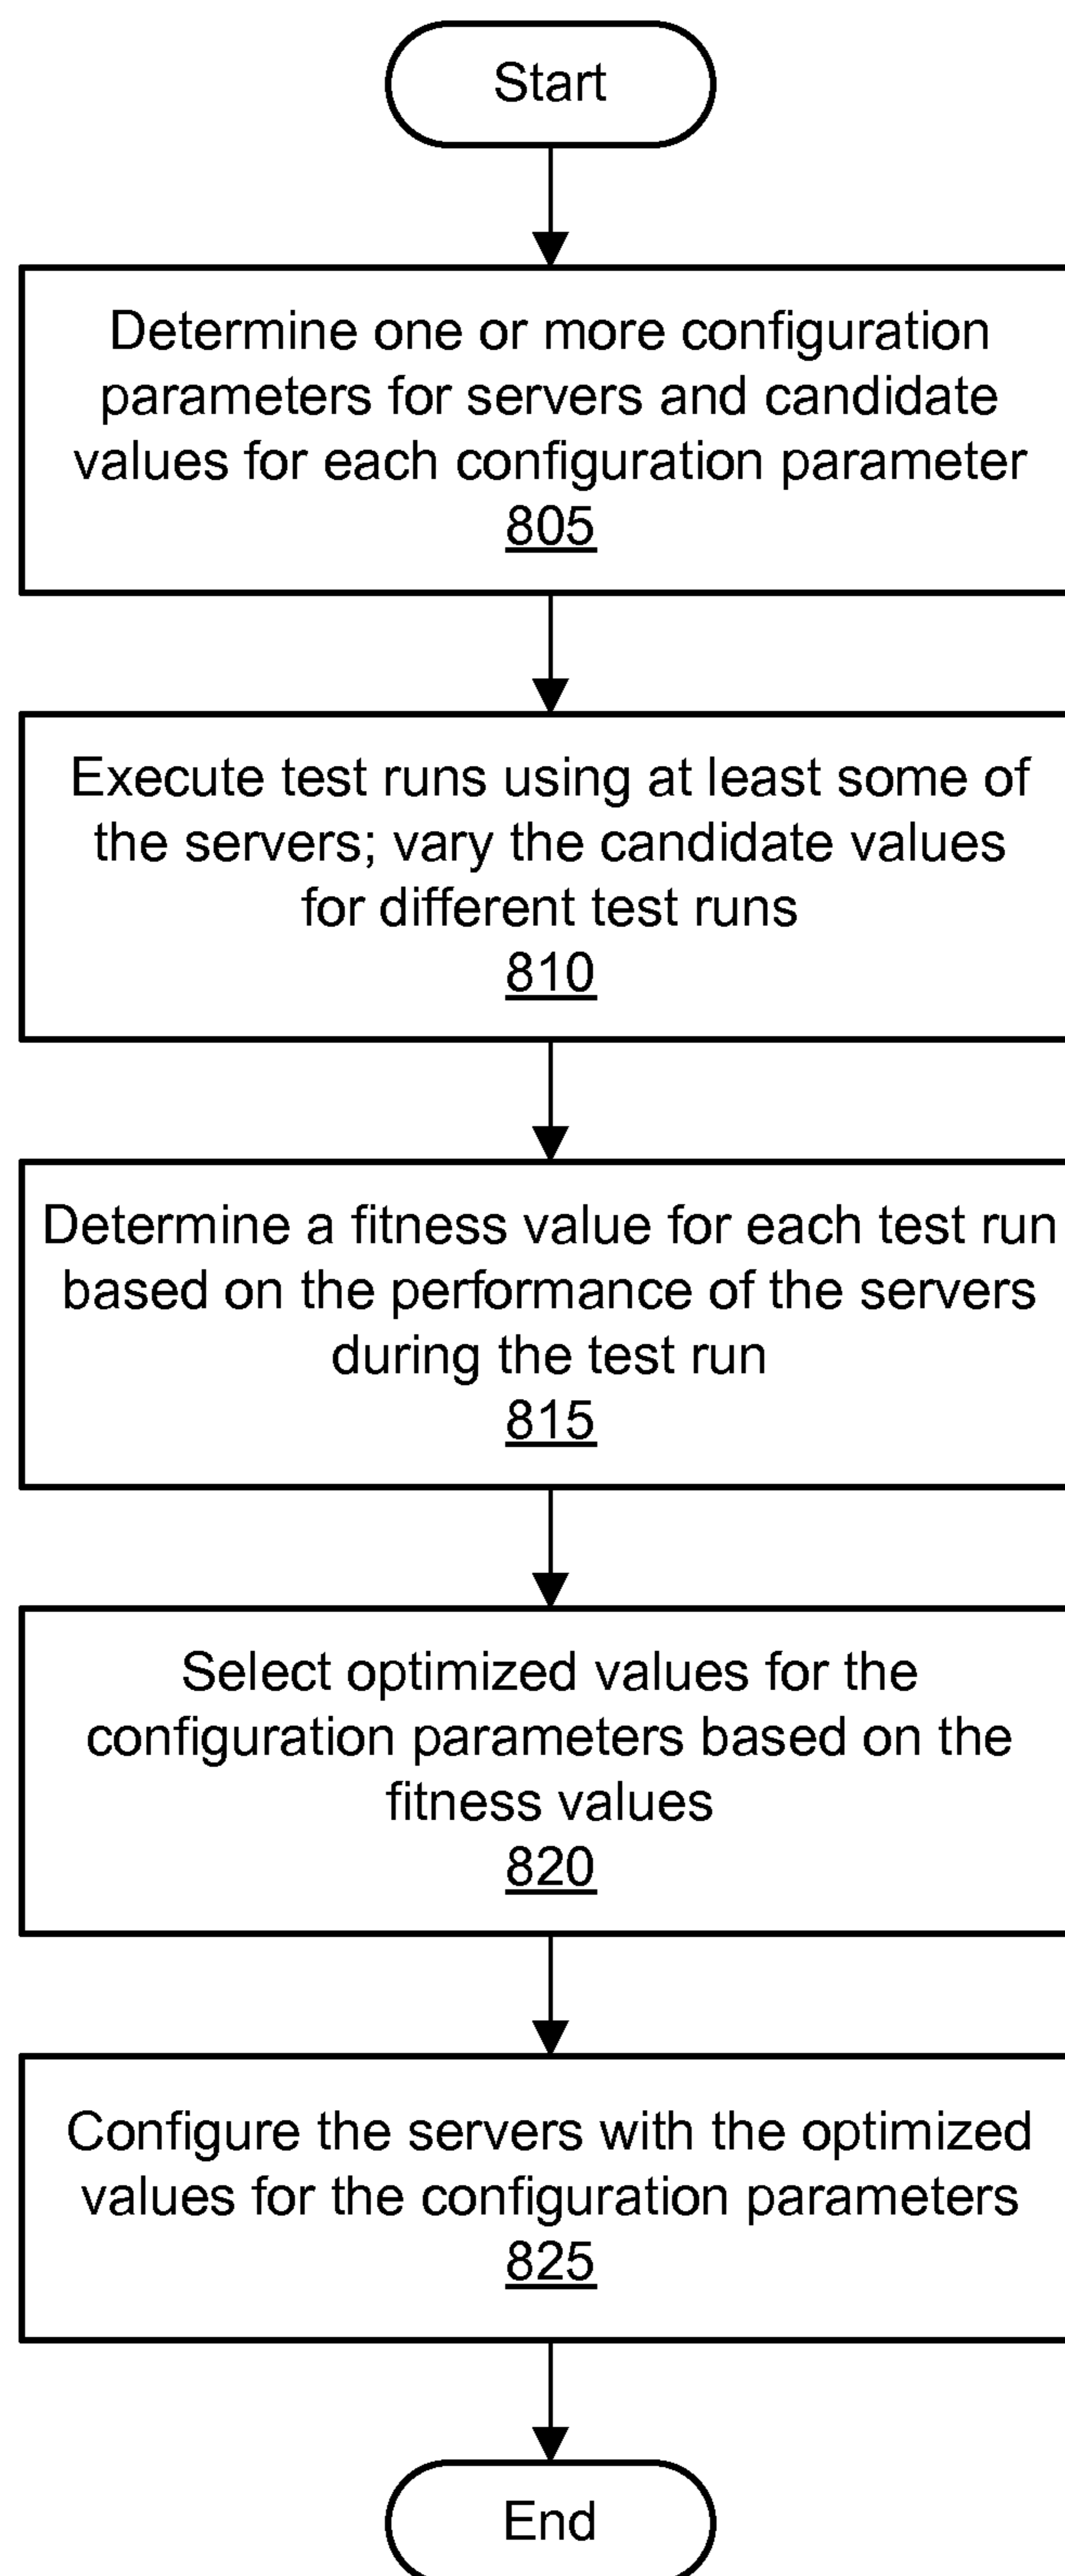 Start
Determine one or more configuration
parameters for servers and candidate
values for each configuration parameter
805
Execute test runs using at least some of
the servers; vary the candidate values
for different test runs
810
Determine a fitness value for each test run
based on the performance of the servers
during the test run
815
Select optimized values for the
configuration parameters based on the
fitness values
820
Configure the servers with the optimized
values for the configuration parameters
825
End